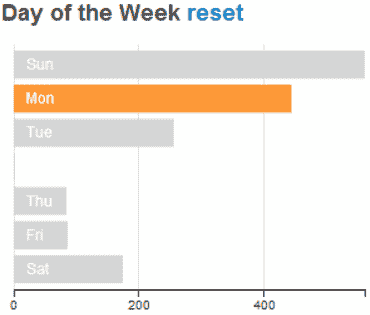 Day of the Week reset
Sun
Mon
Tue
Thu
Fri
Sat
0 200 400